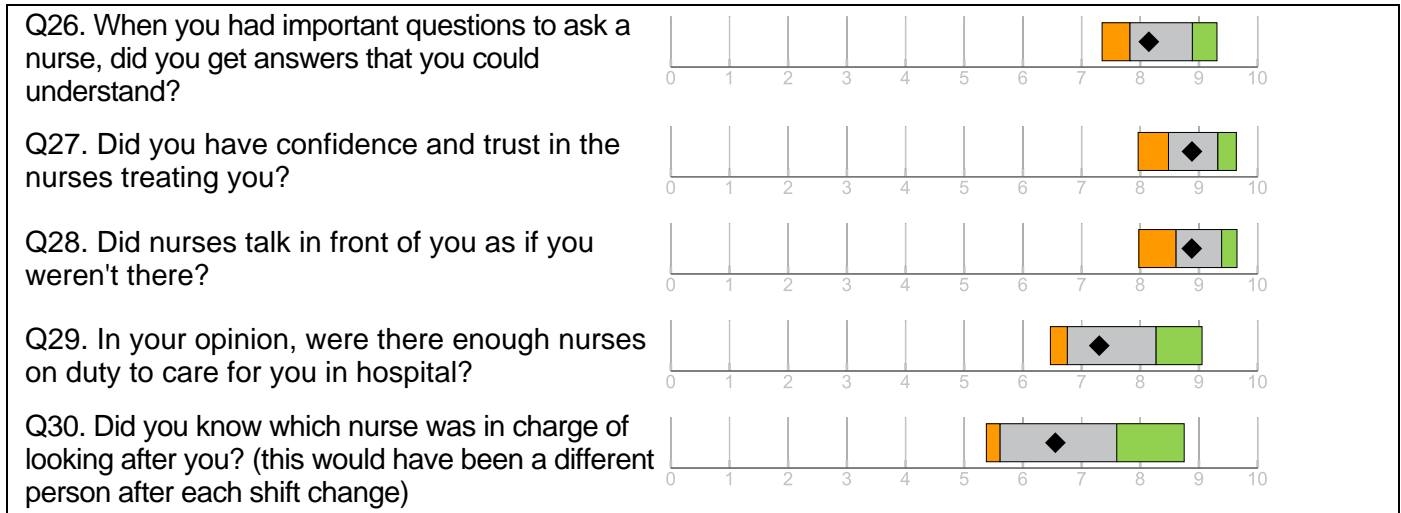 Q26. When you had important questions to ask a
nurse, did you get answers that you could
understand?
0 1 2 3 4 5 6 7 8 9 10
Q27. Did you have confidence and trust in the
nurses treating you?
0 1 2 3 4 5 6 7 8 9 10
Q28. Did nurses talk in front of you as if you
weren't there?
0 1 2 3 4 5 6 7 8 9 10
Q29. In your opinion, were there enough nurses
on duty to care for you in hospital?
0 1 2 3 4 5 6 7 8 9 10
Q30. Did you know which nurse was in charge of
looking after you? (this would have been a different
person after each shift change)
0 1 2 3 4 5 6 7 8 9 10